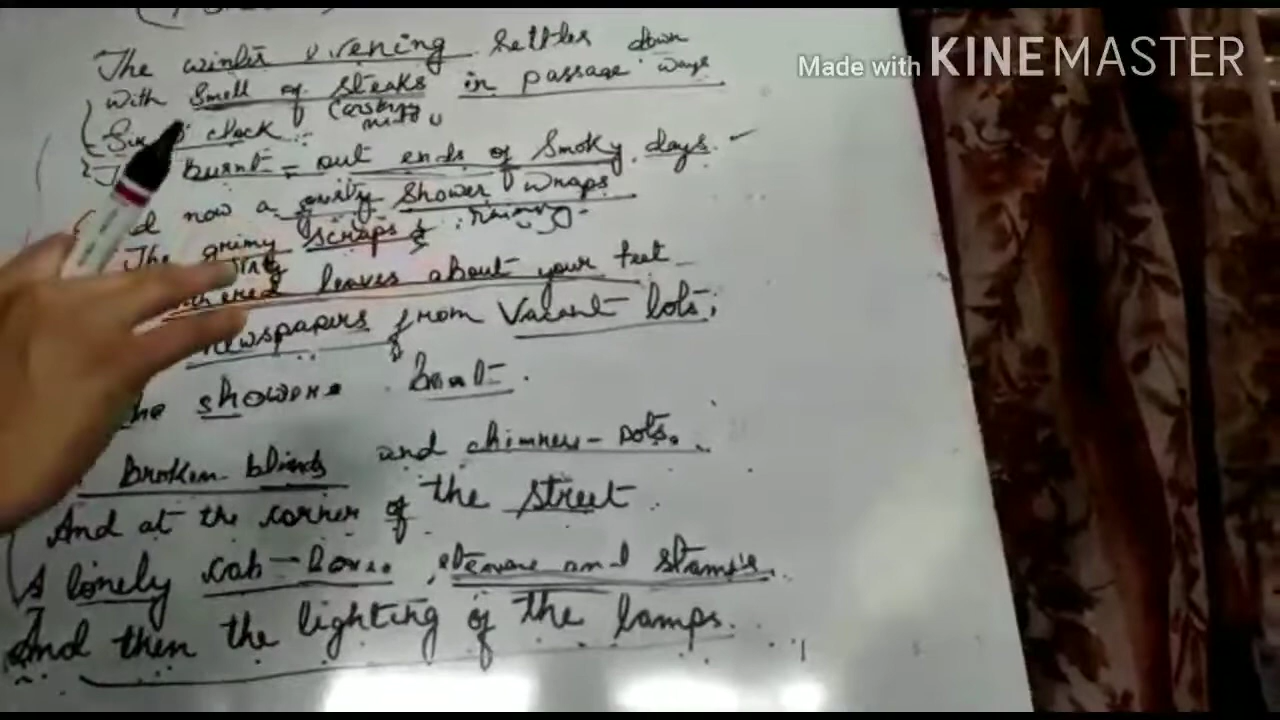 The winter evening settles down
With smell of steaks in passage ways
Made with KINEMASTER
clock
burnt = out ends of smoky days.
now a gusty shower wraps
raining
The grimy scraps
leaves about your feet
newspapers from Vacant lots;
showers beat.
Broken blinds and chimney-pots.
And at the corner of the street
A lonely cab-horse steams and stamps.
And then the lighting of the lamps.